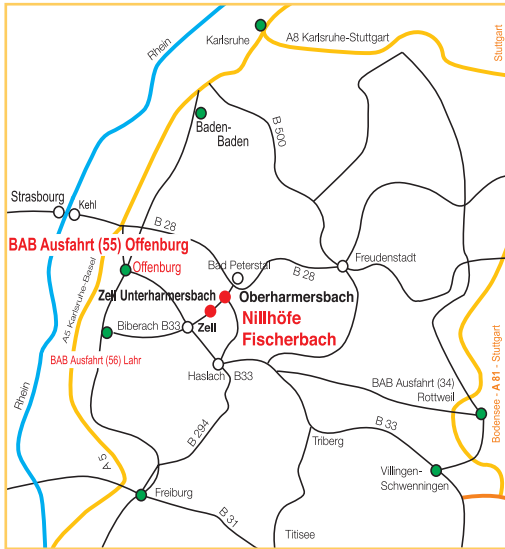 Rhein
Karlsruhe
A8 Karlsruhe-Stuttgart
Stuttgart
Baden-
Baden
B 500
Strasbourg
Kehl
B 28
BAB Ausfahrt (55) Offenburg
Offenburg
Bad Peterstal
B 28
Freudenstadt
A5 Karlsruhe-Basel
Zell Unterharmersbach
Oberharmersbach
Nillhöfe
Fischerbach
Biberach B33
Zell
BAB Ausfahrt (56) Lahr
Haslach
B33
BAB Ausfahrt (34)
Rottweil
Bodensee - A 81 - Stuttgart
Rhein
B 294
Triberg
B 33
A 5
Villingen-
Schwenningen
Freiburg
B 31
Titisee